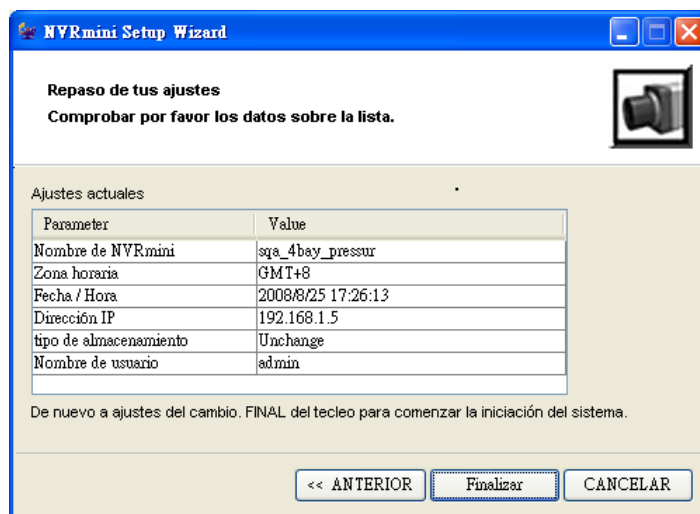 NVRmini Setup Wizard
Repaso de tus ajustes
Comprobar por favor los datos sobre la lista.
Ajustes actuales
Parameter Value
Nombre de NVRmini sqa_4bay_pressur
Zona horaria GMT+8
Fecha / Hora 2008/8/25 17:26:13
Dirección IP 192.168.1.5
tipo de almacenamiento Unchange
Nombre de usuario admin
De nuevo a ajustes del cambio. FINAL del tecleo para comenzar la iniciación del sistema.
<< ANTERIOR Finalizar CANCELAR